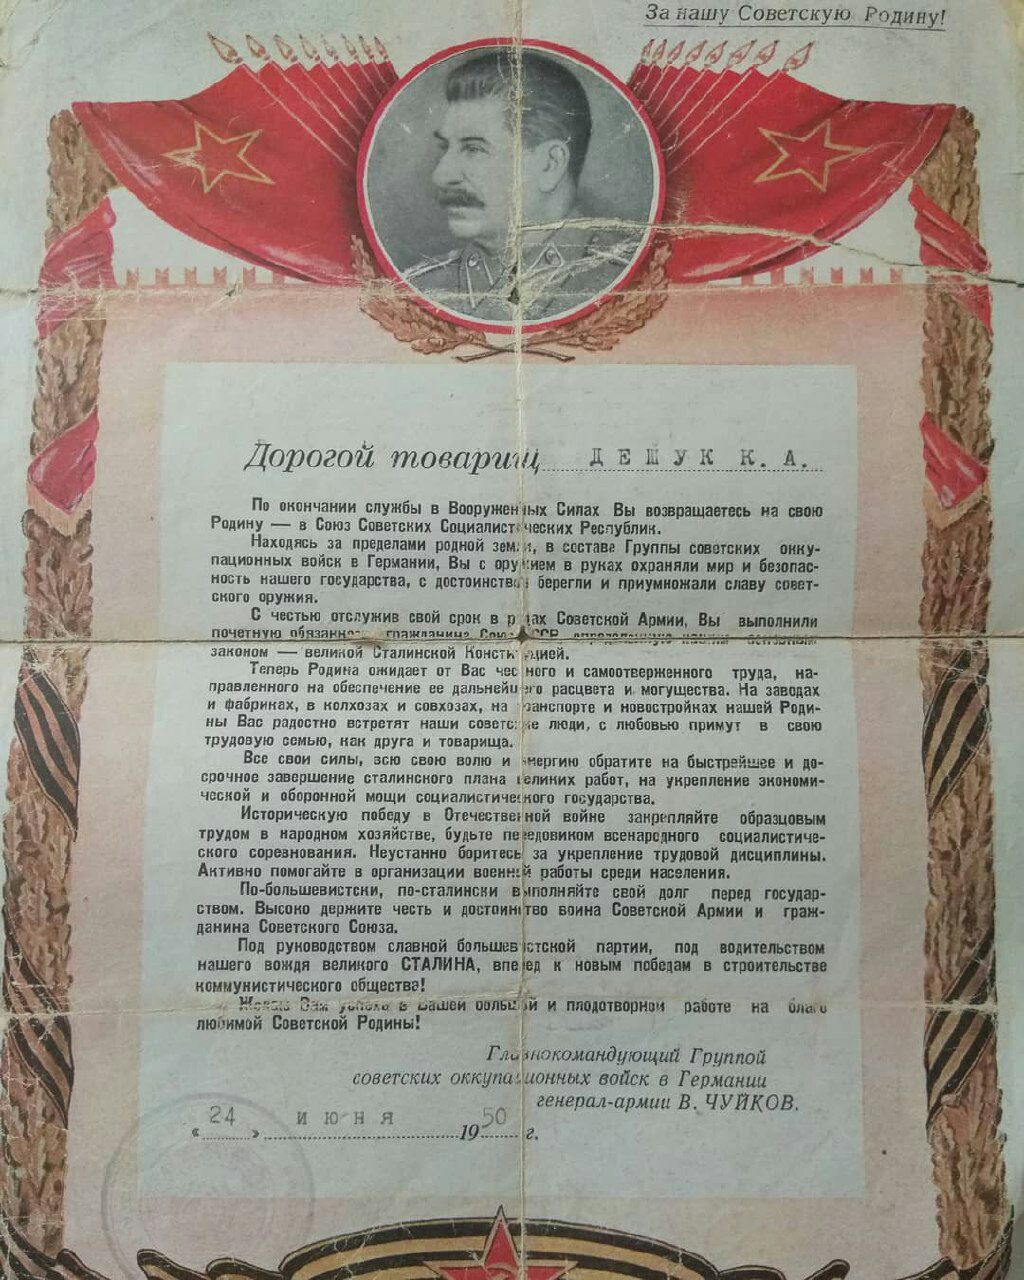 За нашу Советскую Родину!
Дорогой товарищ ДЕШУК К. А.
По окончании службы в Вооруженных Силах Вы возвращаетесь на свою
Родину — в Союз Советских Социалистических Республик.
Находясь за пределами родной земли, в составе Группы советских окку-
пационных войск в Германии, Вы с оружием в руках охраняли мир и безопас-
ность нашего государства, с достоинством берегли и приумножали славу совет-
ского оружия.
С честью отслужив свой срок в рядах Советской Армии, Вы выполнили
почетную обязанность гражданина Союза ССР, определенную нашим основным
законом — великой Сталинской Конституцией.
Теперь Родина ожидает от Вас честного и самоотверженного труда, на-
правленного на обеспечение ее дальнейшего расцвета и могущества. На заводах
и фабриках, в колхозах и совхозах, на транспорте и новостройках нашей Роди-
ны Вас радостно встретят наши советские люди, с любовью примут в свою
трудовую семью, как друга и товарища.
Все свои силы, всю свою волю и энергию обратите на быстрейшее и до-
срочное завершение сталинского плана великих работ, на укрепление экономи-
ческой и оборонной мощи социалистического государства.
Историческую победу в Отечественной войне закрепляйте образцовым
трудом в народном хозяйстве, будьте передовиком всенародного социалистиче-
ского соревнования. Неустанно боритесь за укрепление трудовой дисциплины.
Активно помогайте в организации военной работы среди населения.
По-большевистски, по-сталински выполняйте свой долг перед государ-
ством. Высоко держите честь и достоинство воина Советской Армии и граж-
данина Советского Союза.
Под руководством славной большевистской партии, под водительством
нашего вождя великого СТАЛИНА, вперед к новым победам в строительстве
коммунистического общества!
Желаю Вам успеха в Вашей большой и плодотворной работе на благо
любимой Советской Родины!
Главнокомандующий Группой
советских оккупационных войск в Германии
генерал-армии В. ЧУЙКОВ.
«24» июня 1950 г.